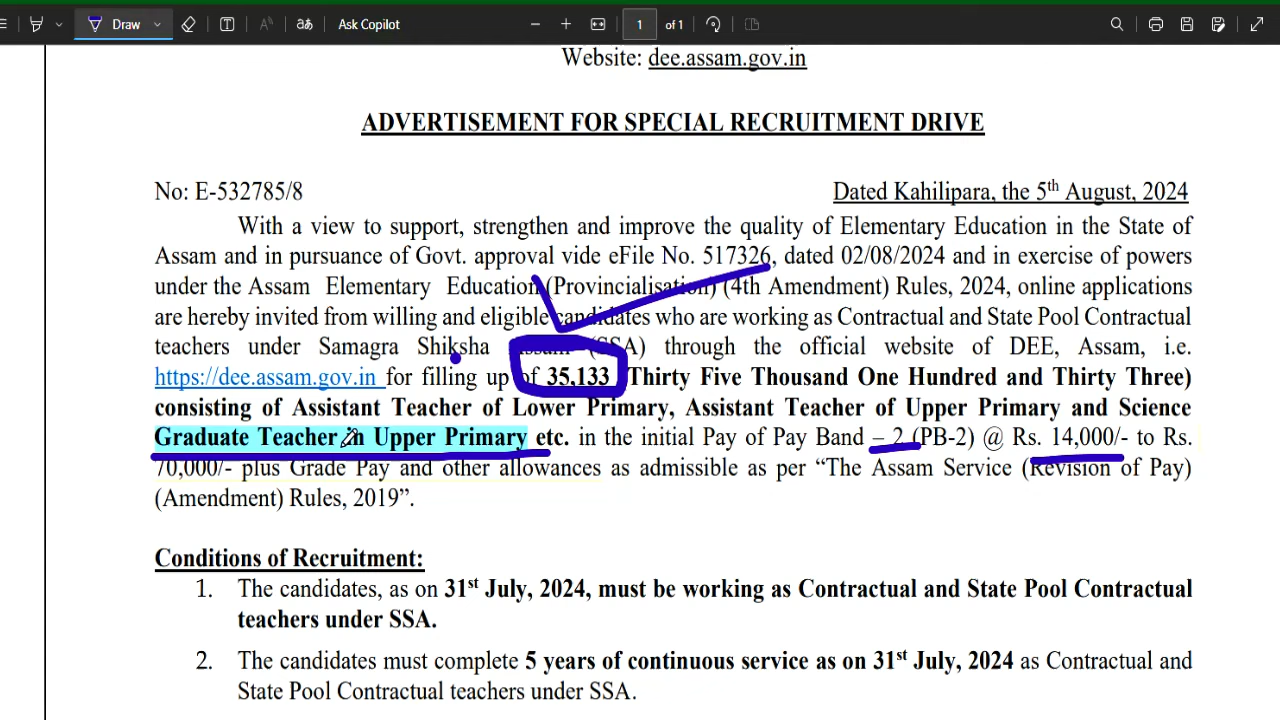 Draw
Ask Copilot
1 of 1
Website: dee.assam.gov.in
ADVERTISEMENT FOR SPECIAL RECRUITMENT DRIVE
No: E-532785/8 Dated Kahilipara, the 5th August, 2024
With a view to support, strengthen and improve the quality of Elementary Education in the State of
Assam and in pursuance of Govt. approval vide eFile No. 517326, dated 02/08/2024 and in exercise of powers
under the Assam Elementary Education (Provincialisation) (4th Amendment) Rules, 2024, online applications
are hereby invited from willing and eligible candidates who are working as Contractual and State Pool Contractual
teachers under Samagra Shiksha Assam (SSA) through the official website of DEE, Assam, i.e.
https://dee.assam.gov.in for filling up of 35,133 Thirty Five Thousand One Hundred and Thirty Three)
consisting of Assistant Teacher of Lower Primary, Assistant Teacher of Upper Primary and Science
Graduate Teacher in Upper Primary etc. in the initial Pay of Pay Band – 2 (PB-2) @ Rs. 14,000/- to Rs.
70,000/- plus Grade Pay and other allowances as admissible as per “The Assam Service (Revision of Pay)
(Amendment) Rules, 2019”.
Conditions of Recruitment:
1. The candidates, as on 31st July, 2024, must be working as Contractual and State Pool Contractual
teachers under SSA.
2. The candidates must complete 5 years of continuous service as on 31st July, 2024 as Contractual and
State Pool Contractual teachers under SSA.